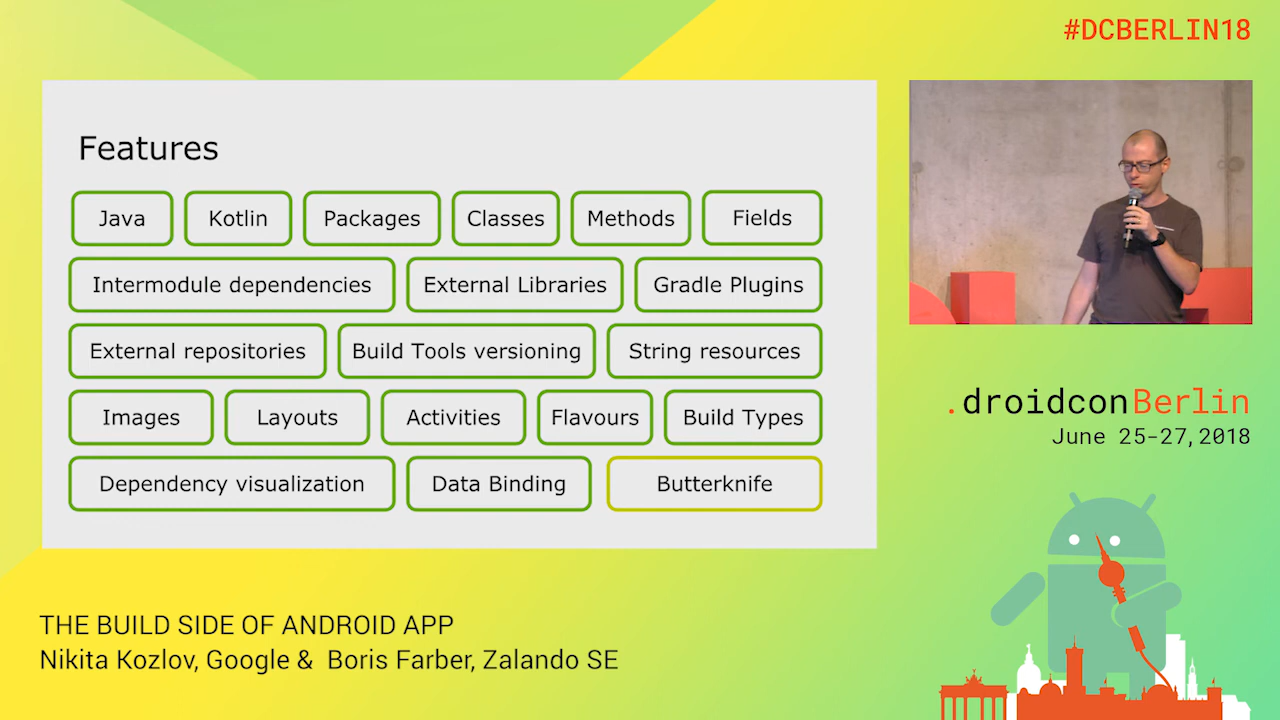 #DCBERLIN18
Features
Java
Kotlin
Packages
Classes
Methods
Fields
Intermodule dependencies
External Libraries
Gradle Plugins
External repositories
Build Tools versioning
String resources
Images
Layouts
Activities
Flavours
Build Types
Dependency visualization
Data Binding
Butterknife
.droidconBerlin
June 25-27,2018
THE BUILD SIDE OF ANDROID APP
Nikita Kozlov, Google & Boris Farber, Zalando SE